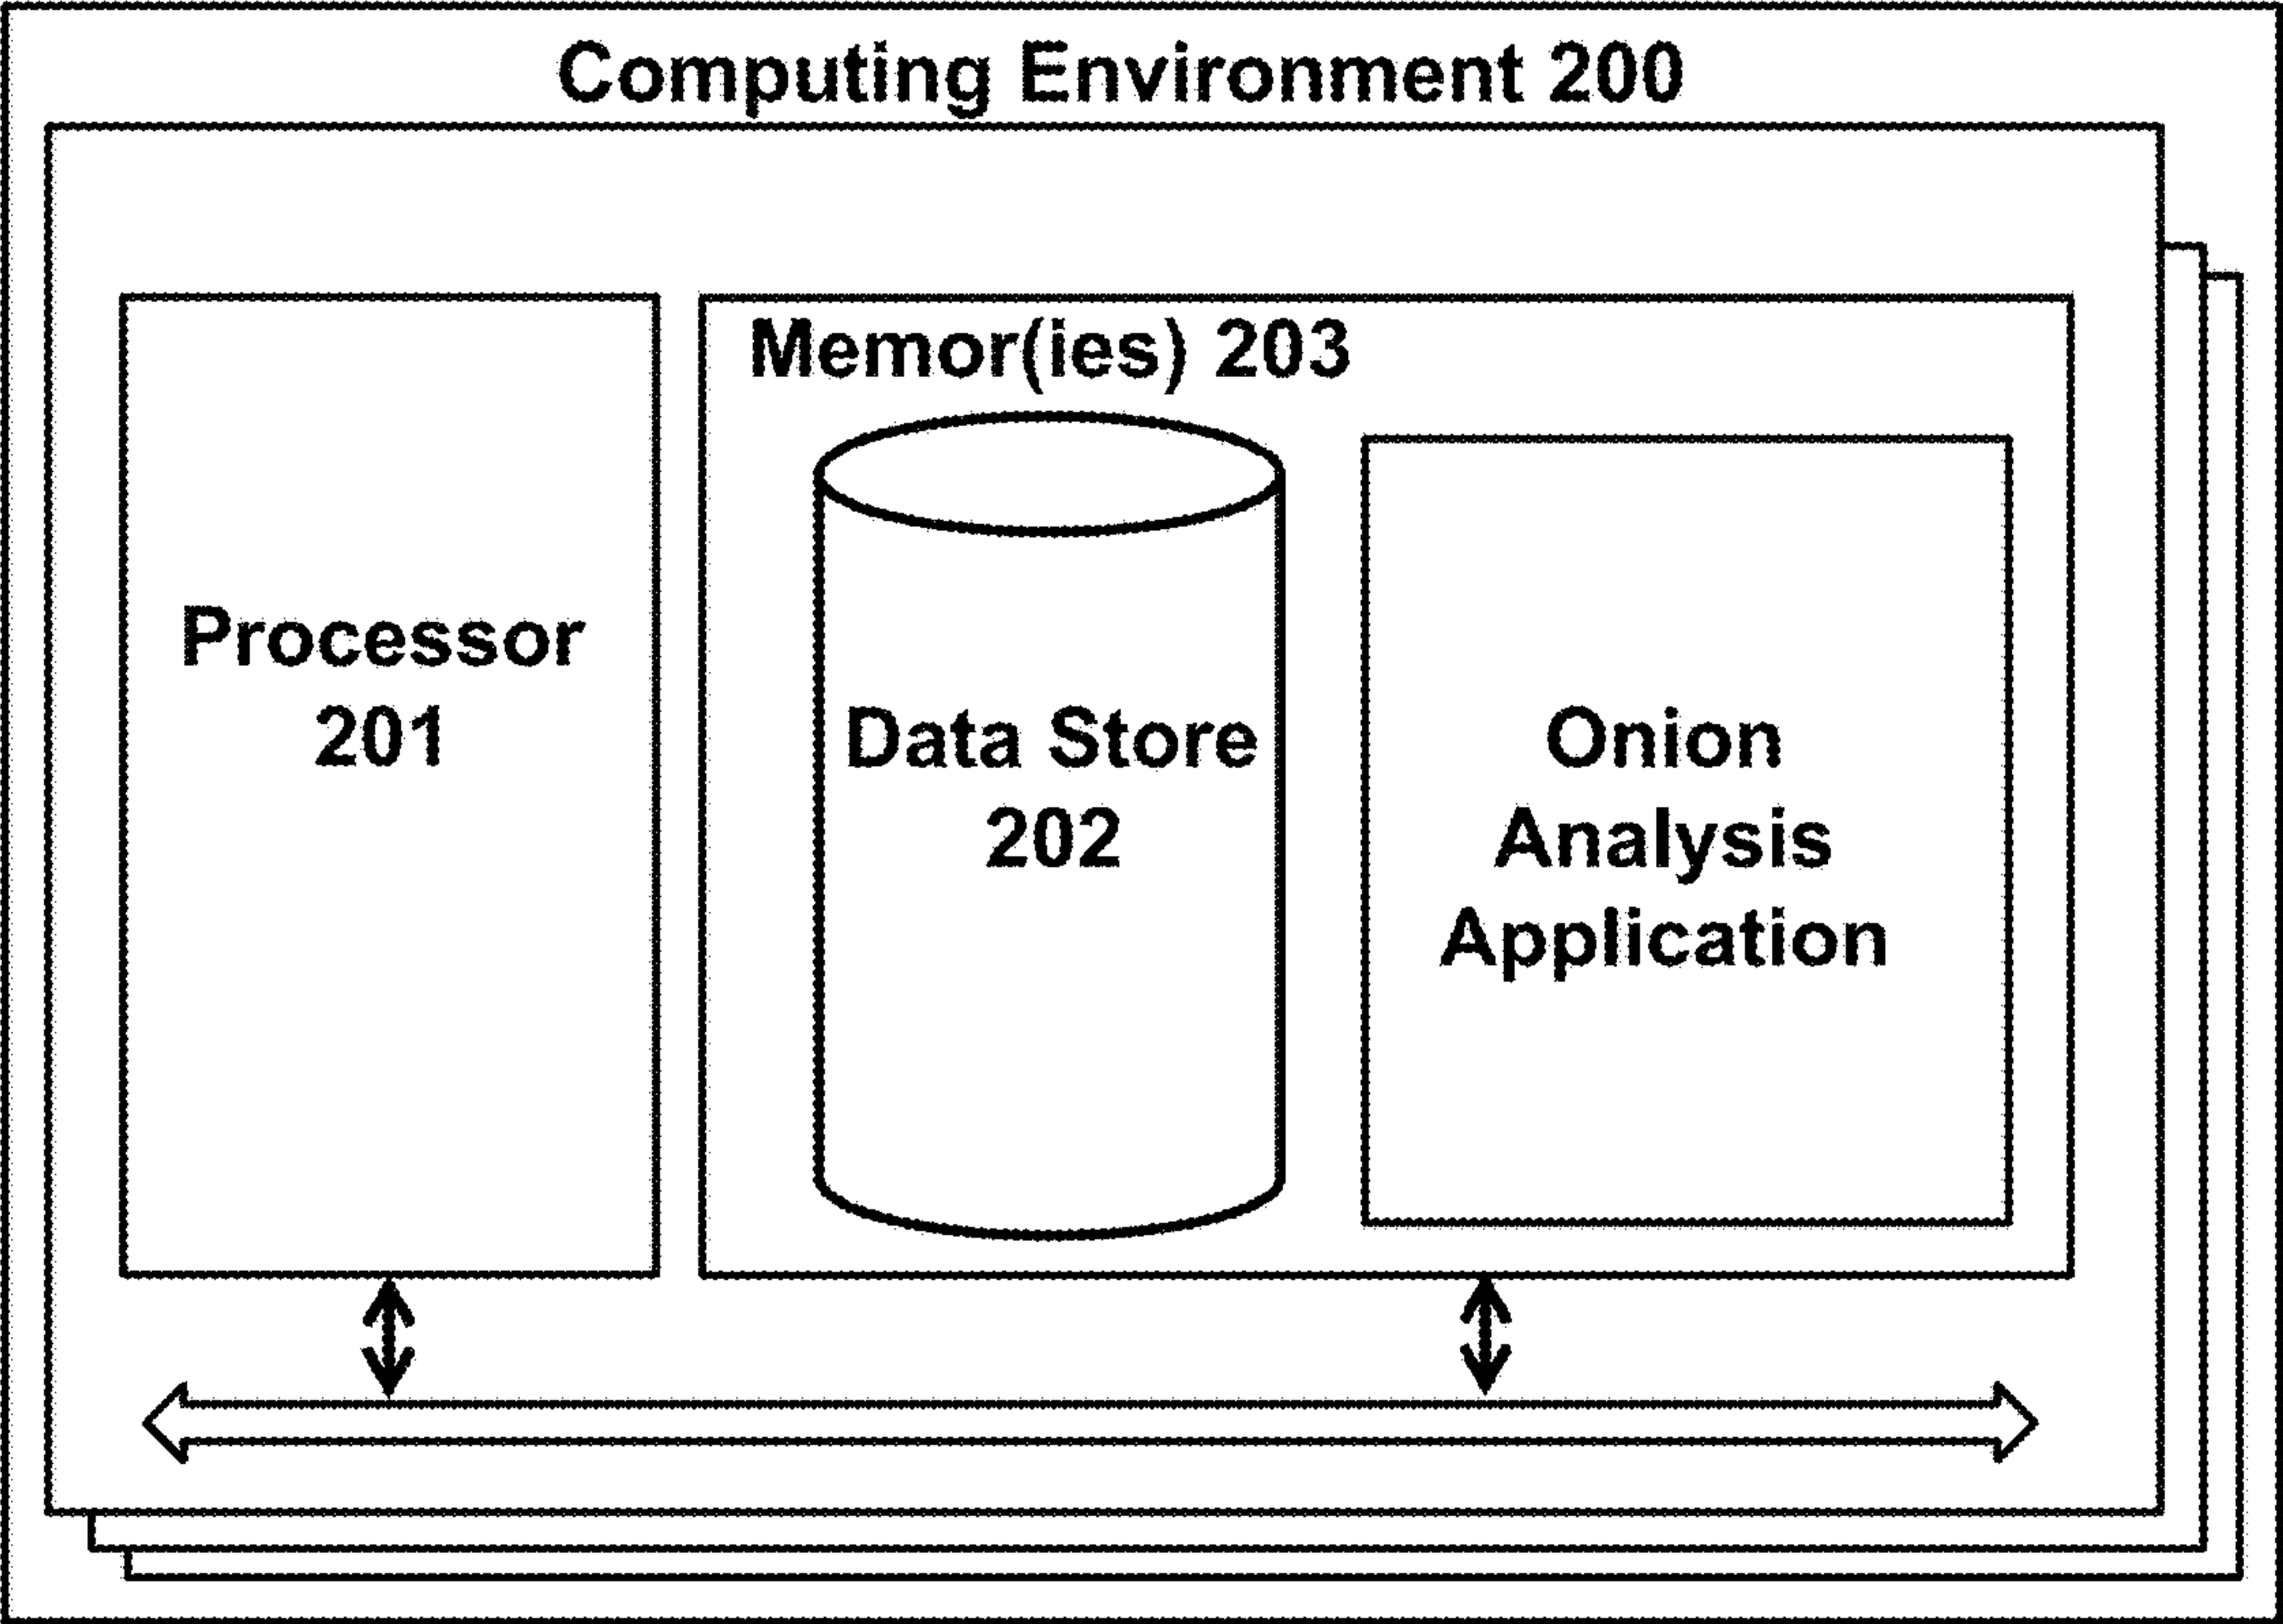 Computing Environment 200
Memor(ies) 203
Processor
201
Data Store
202
Onion
Analysis
Application